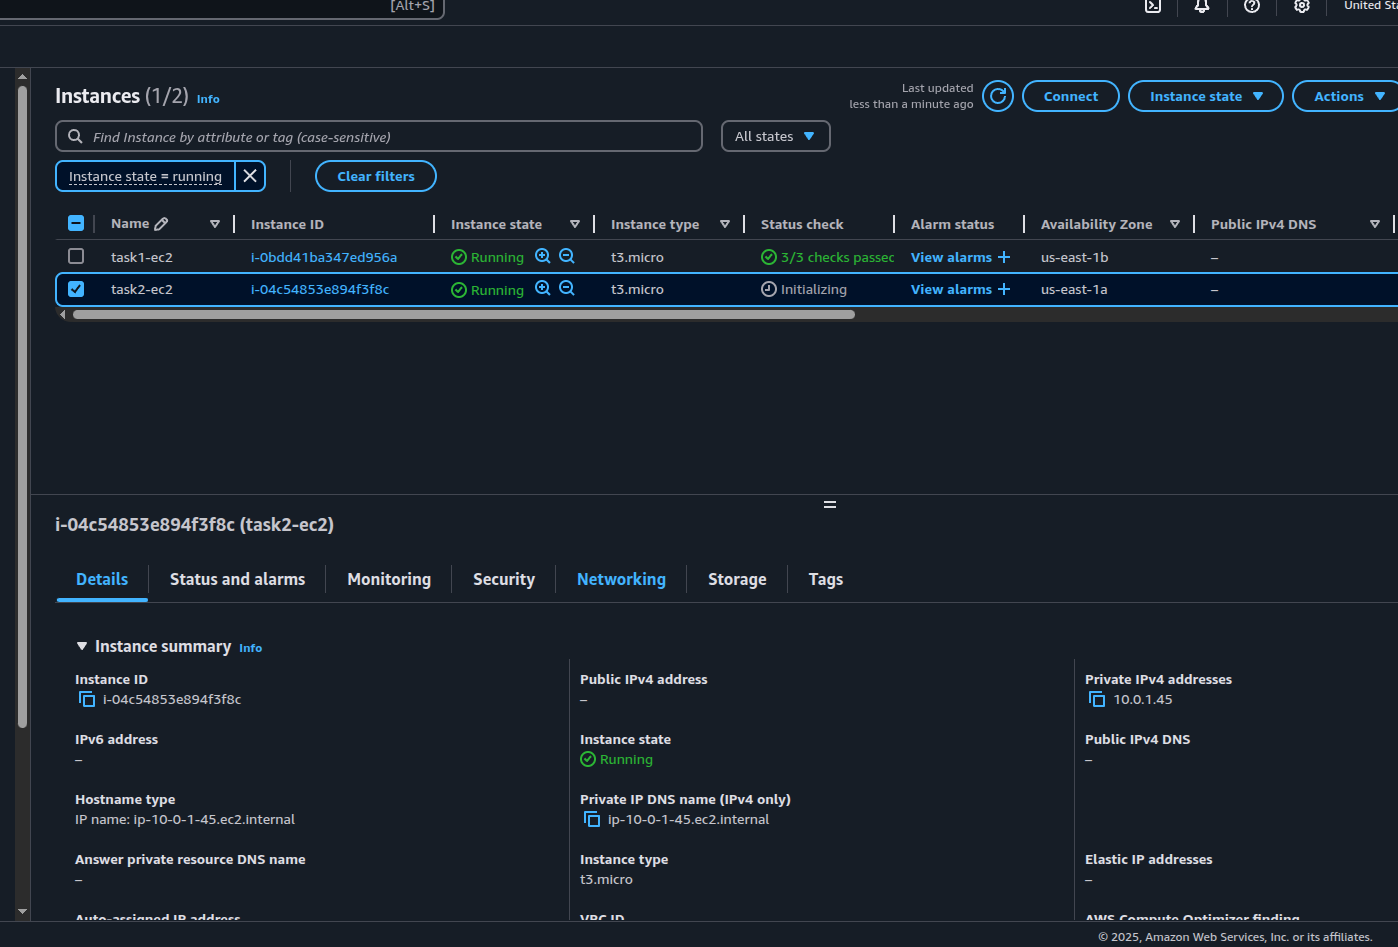 [Alt+S]
United Sta
Instances (1/2) Info
Last updated
less than a minute ago
Connect
Instance state
Actions
Find Instance by attribute or tag (case-sensitive)
All states
Instance state = running
Clear filters
Name Instance ID Instance state Instance type Status check Alarm status Availability Zone Public IPv4 DNS
task1-ec2 i-0bdd41ba347ed956a Running t3.micro 3/3 checks passec View alarms + us-east-1b –
task2-ec2 i-04c54853e894f3f8c Running t3.micro Initializing View alarms + us-east-1a –
i-04c54853e894f3f8c (task2-ec2)
Details Status and alarms Monitoring Security Networking Storage Tags
Instance summary Info
Instance ID
i-04c54853e894f3f8c
Public IPv4 address
–
Private IPv4 addresses
10.0.1.45
IPv6 address
–
Instance state
Running
Public IPv4 DNS
–
Hostname type
IP name: ip-10-0-1-45.ec2.internal
Private IP DNS name (IPv4 only)
ip-10-0-1-45.ec2.internal
Answer private resource DNS name
–
Instance type
t3.micro
Elastic IP addresses
–
Auto-assigned IP address
VPC ID
AWS Compute Optimizer finding
© 2025, Amazon Web Services, Inc. or its affiliates.